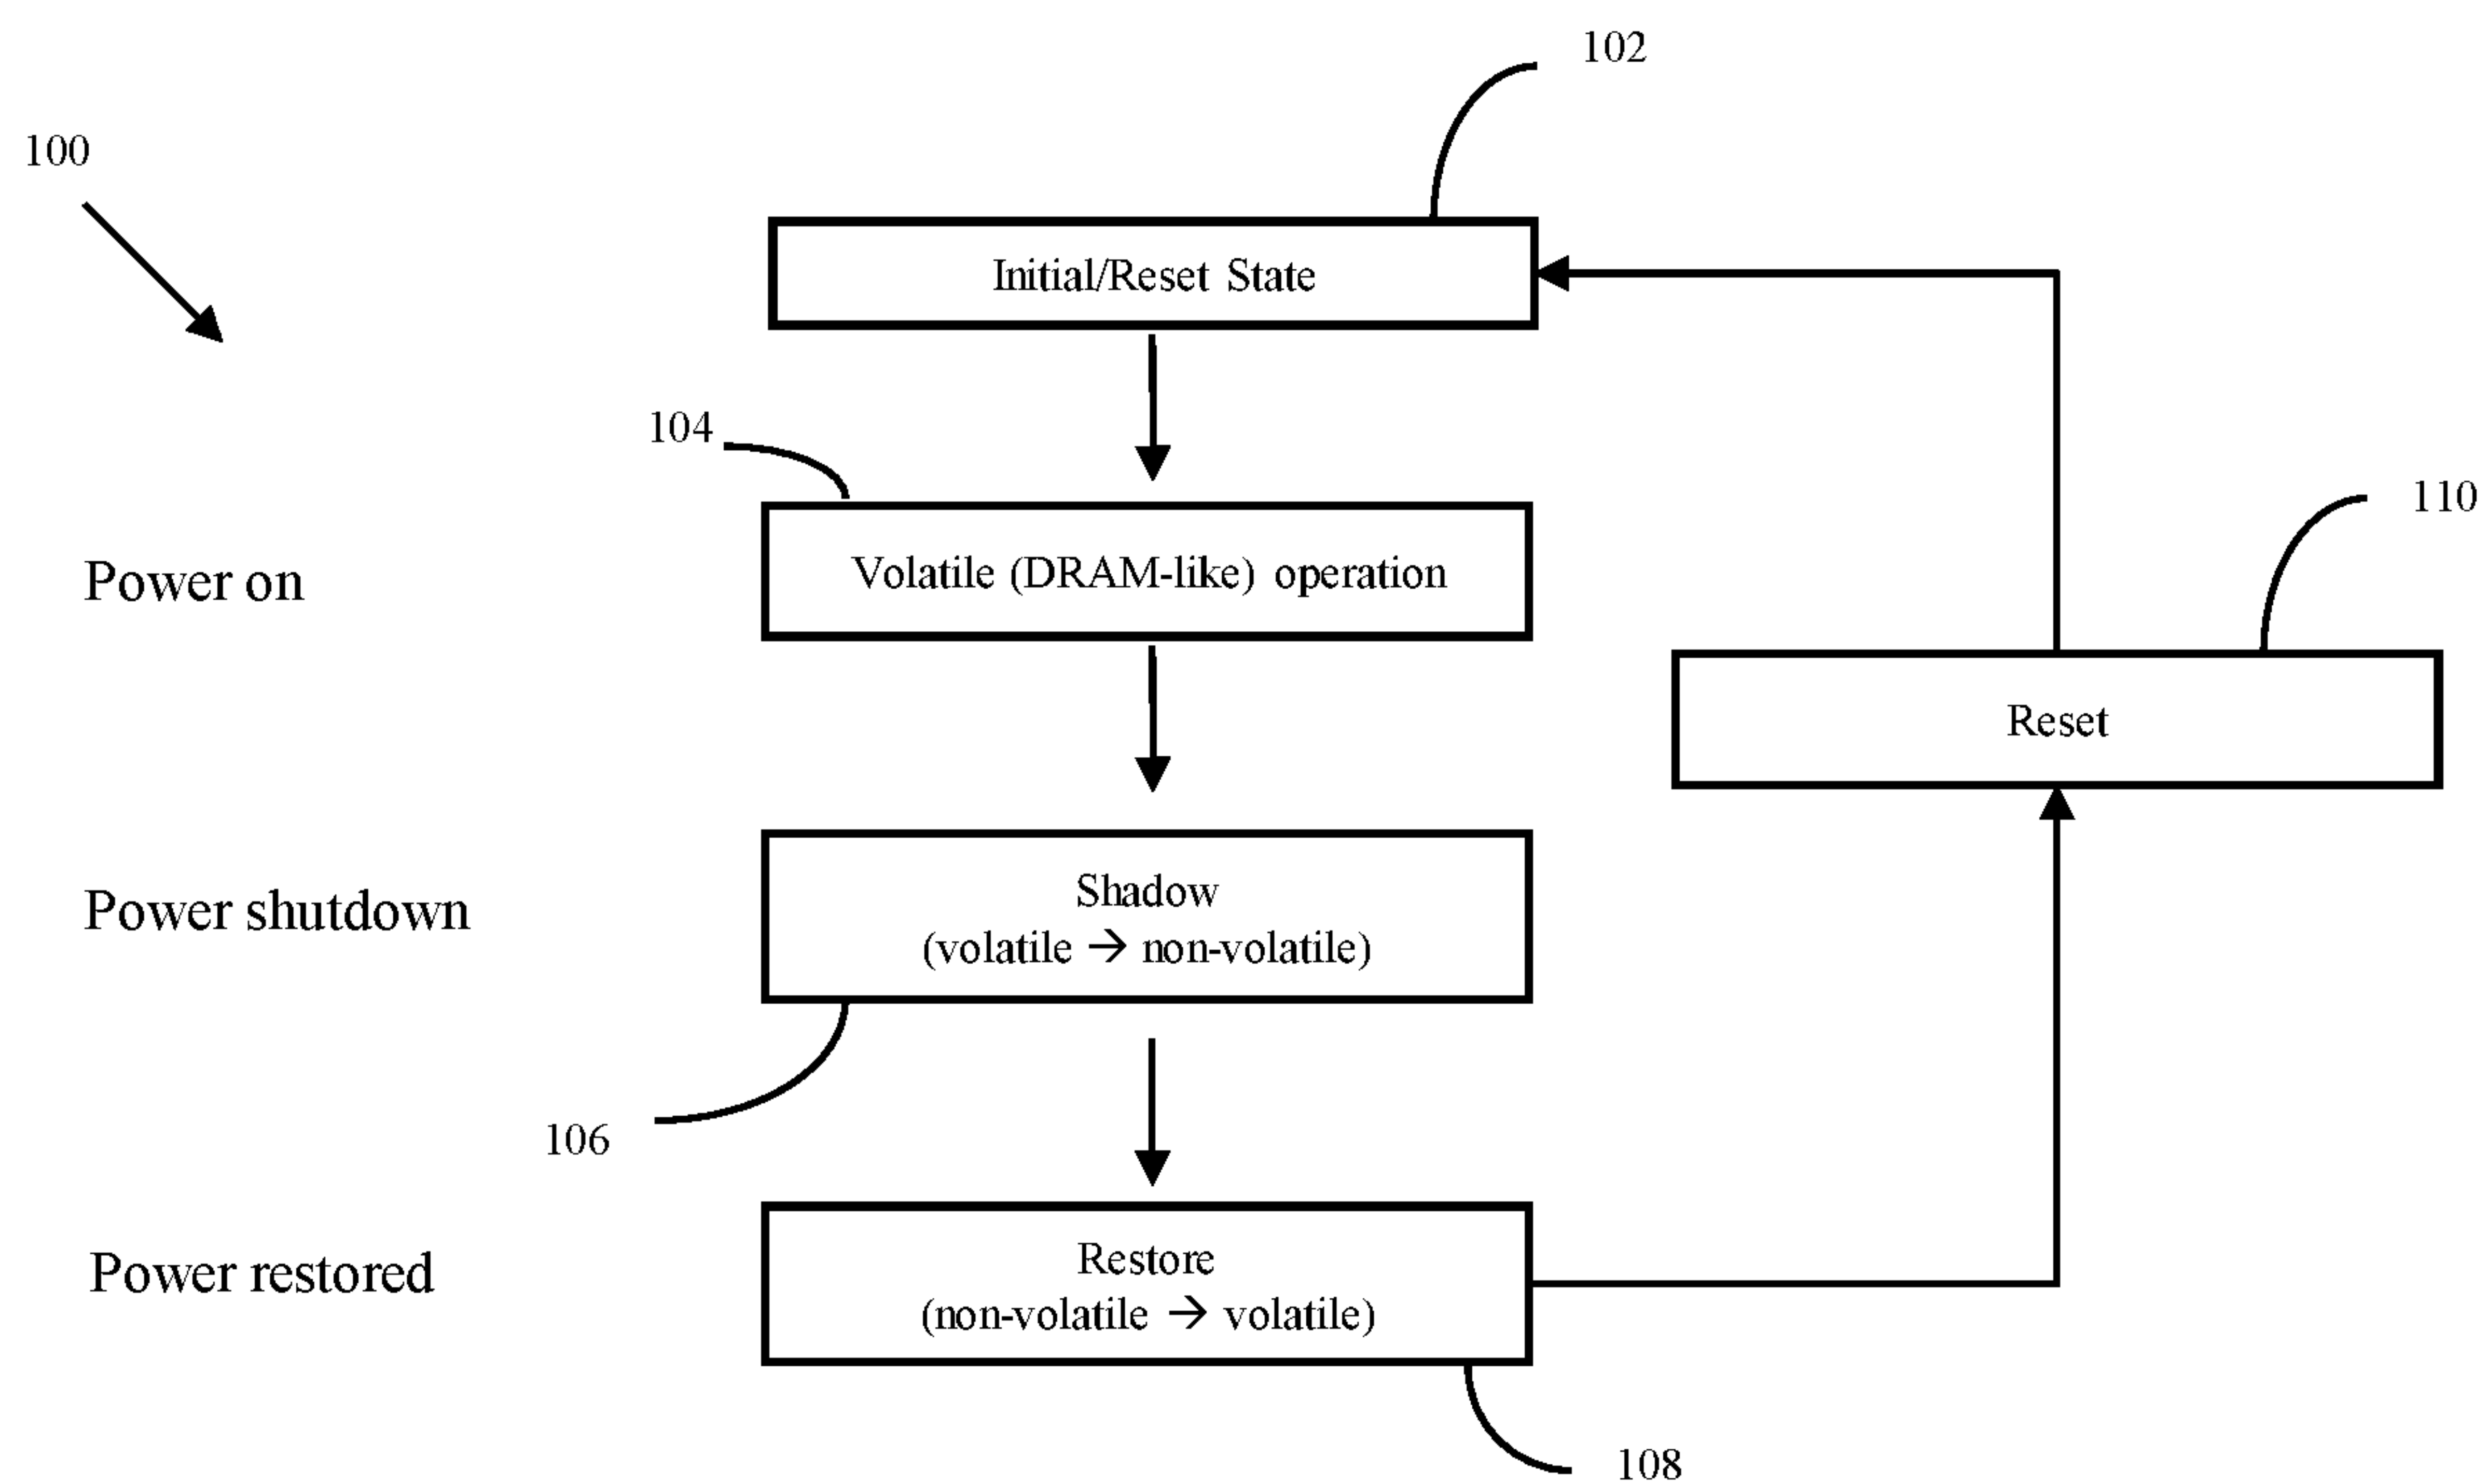 102
100
Initial/Reset State
104
110
Power on
Volatile (DRAM-like) operation
Reset
Power shutdown
Shadow
(volatile → non-volatile)
106
Power restored
Restore
(non-volatile → volatile)
108